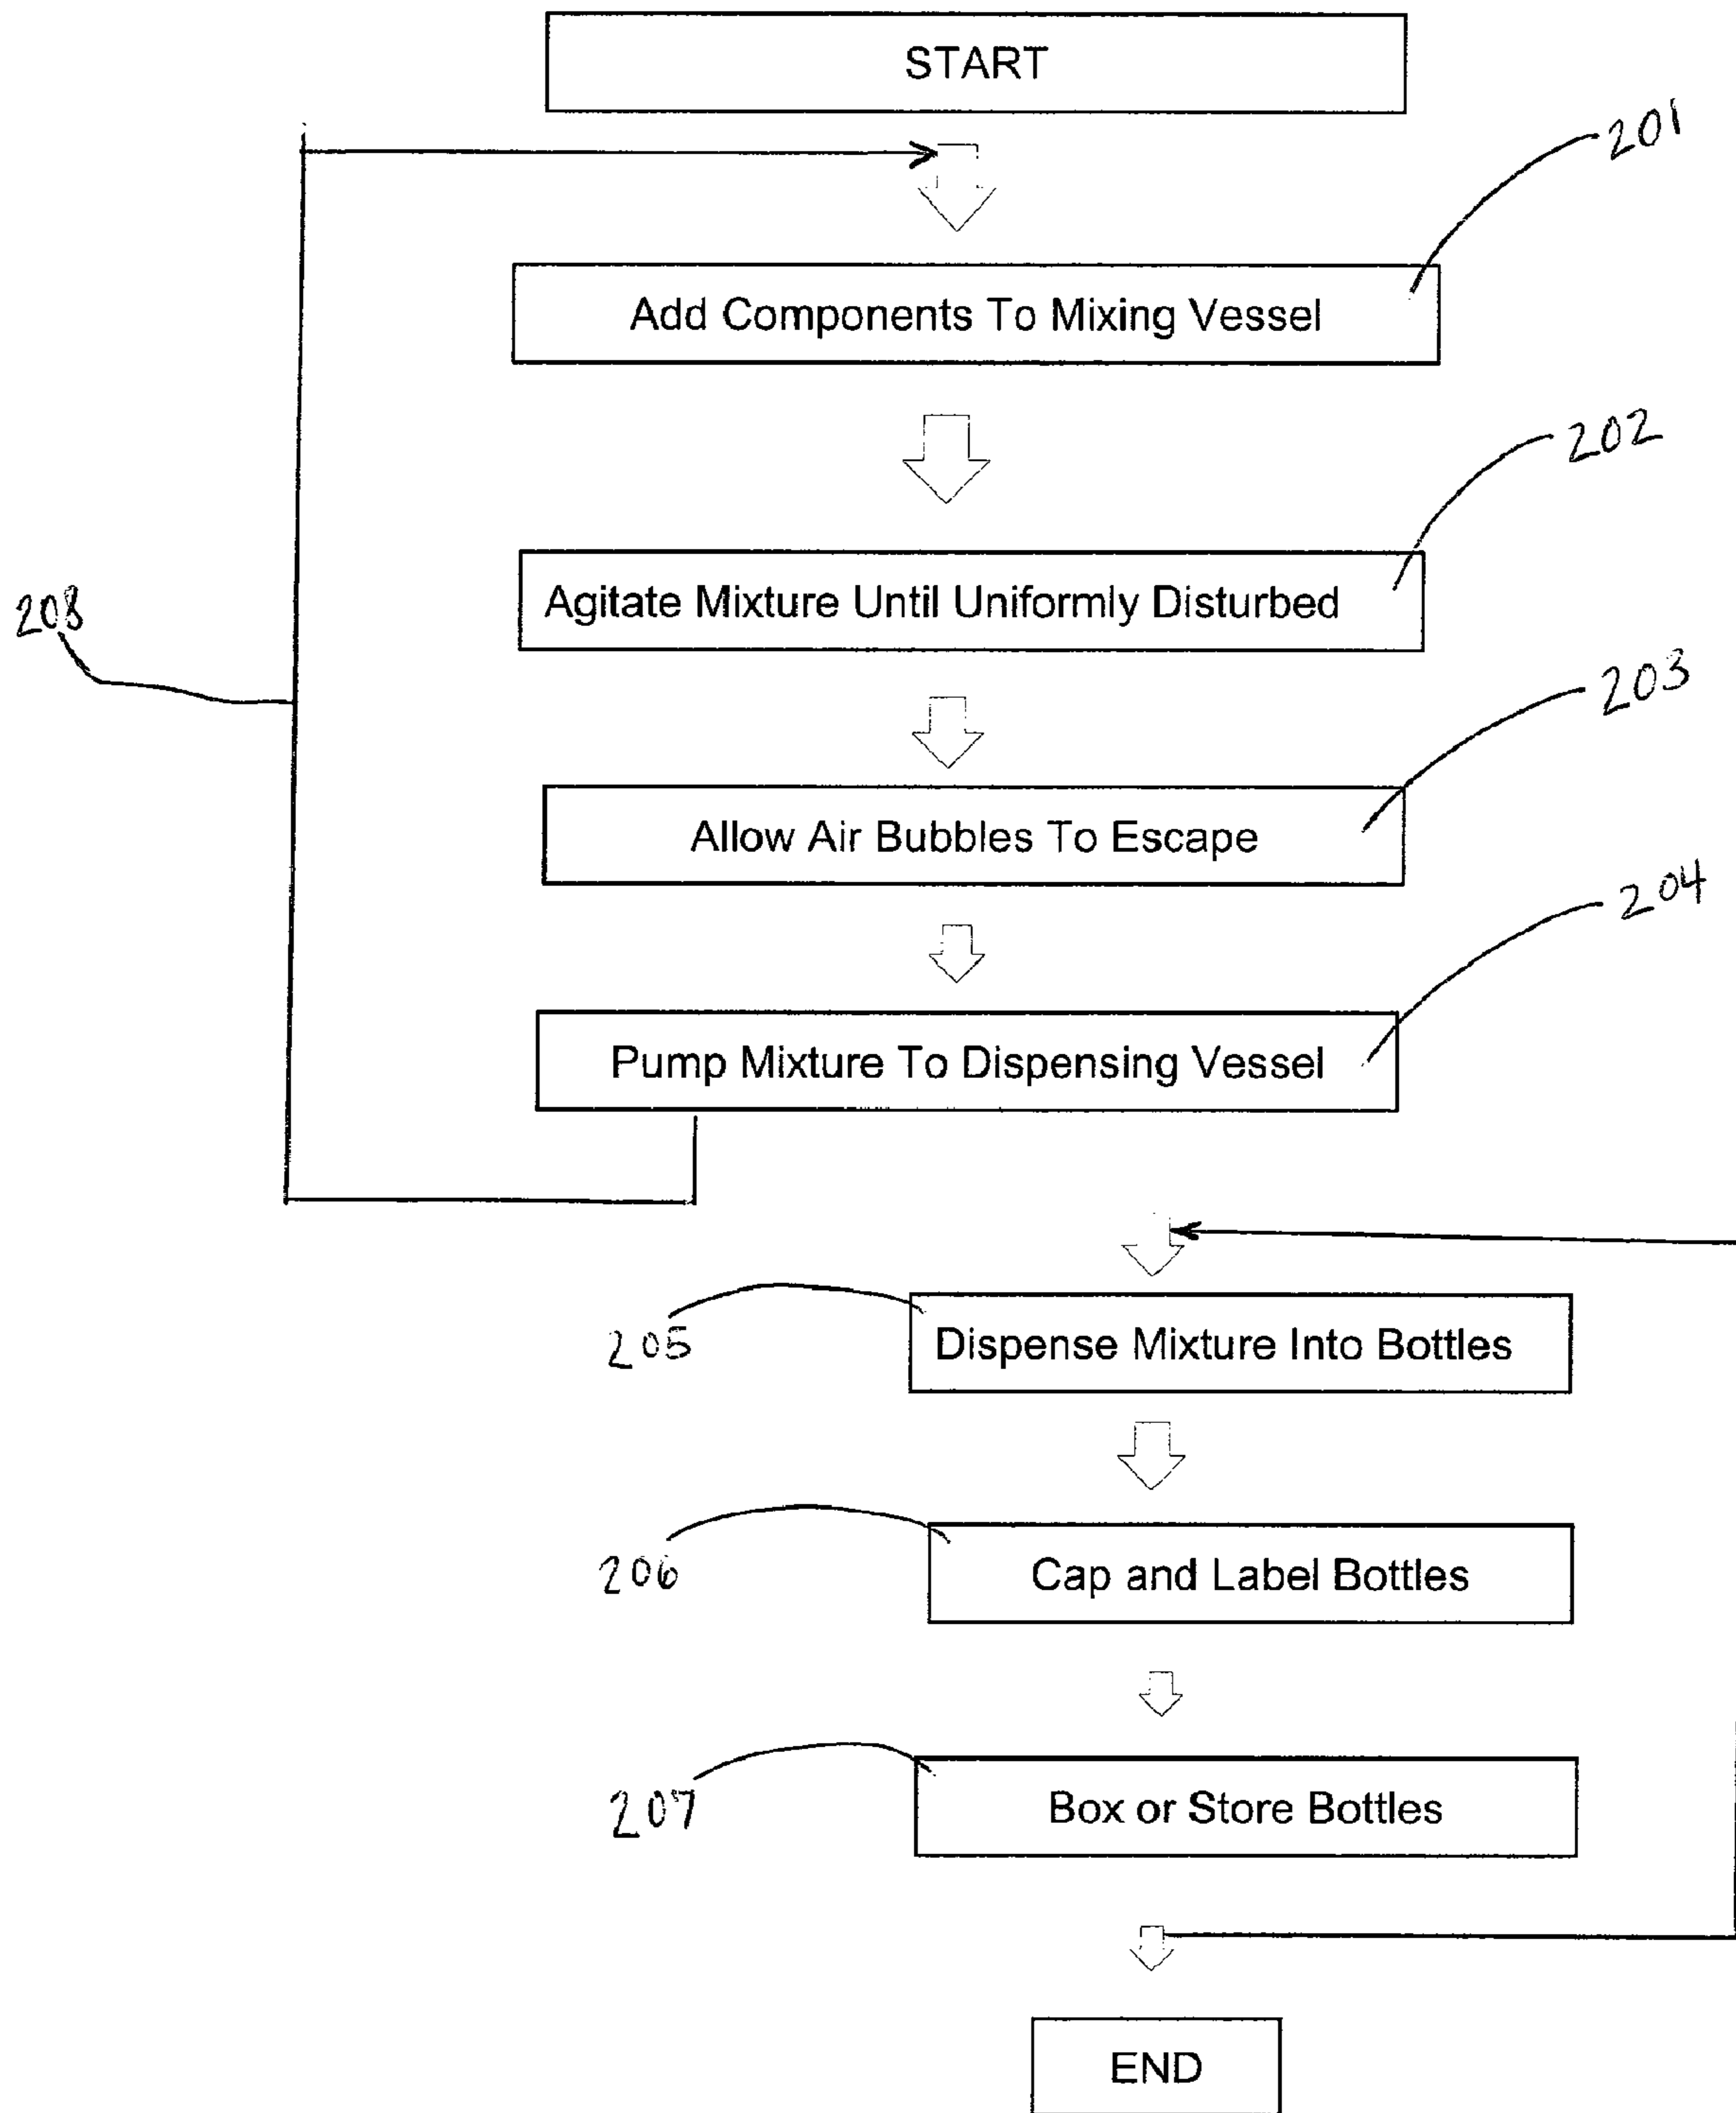 START
201
Add Components To Mixing Vessel
202
Agitate Mixture Until Uniformly Disturbed
208
203
Allow Air Bubbles To Escape
204
Pump Mixture To Dispensing Vessel
205
Dispense Mixture Into Bottles
206
Cap and Label Bottles
207
Box or Store Bottles
END